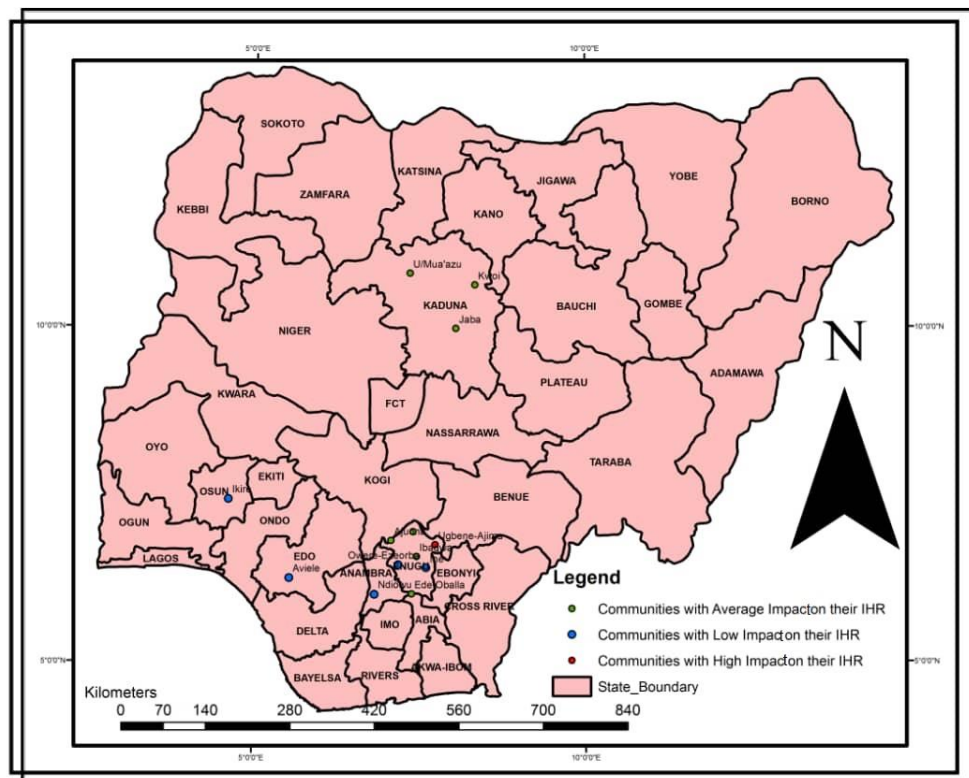 5°0'0"E
10°0'0"E
SOKOTO
KATSINA
JIGAWA
YOBE
ZAMFARA
BORNO
KEBBI
KANO
U/Mua'azu
Kwoi
KADUNA
BAUCHI
GOMBE
Jaba
10°0'0"N
10°0'0"N
NIGER
N
ADAMAWA
PLATEAU
KWARA
FCT
NASSARRAWA
OYO
TARABA
KOGI
EKITI
OSUN
Ikire
BENUE
OGUN
ONDO
Ugbene-Ajima
LAGOS
EDO
Aviele
ANAMBRA
EBONYI
Legend
Ede-Oballa
CROSS RIVER
Communities with Average Impacton their IHR
IMO
ABIA
DELTA
Communities with Low Impacton their IHR
Communities with High Impacton their IHR
5°0'0"N
5°0'0"N
BAYELSA
RIVERS
AKWA-IBOM
State_Boundary
Kilometers
0 70 140 280 420 560 700 840
5°0'0"E
10°0'0"E